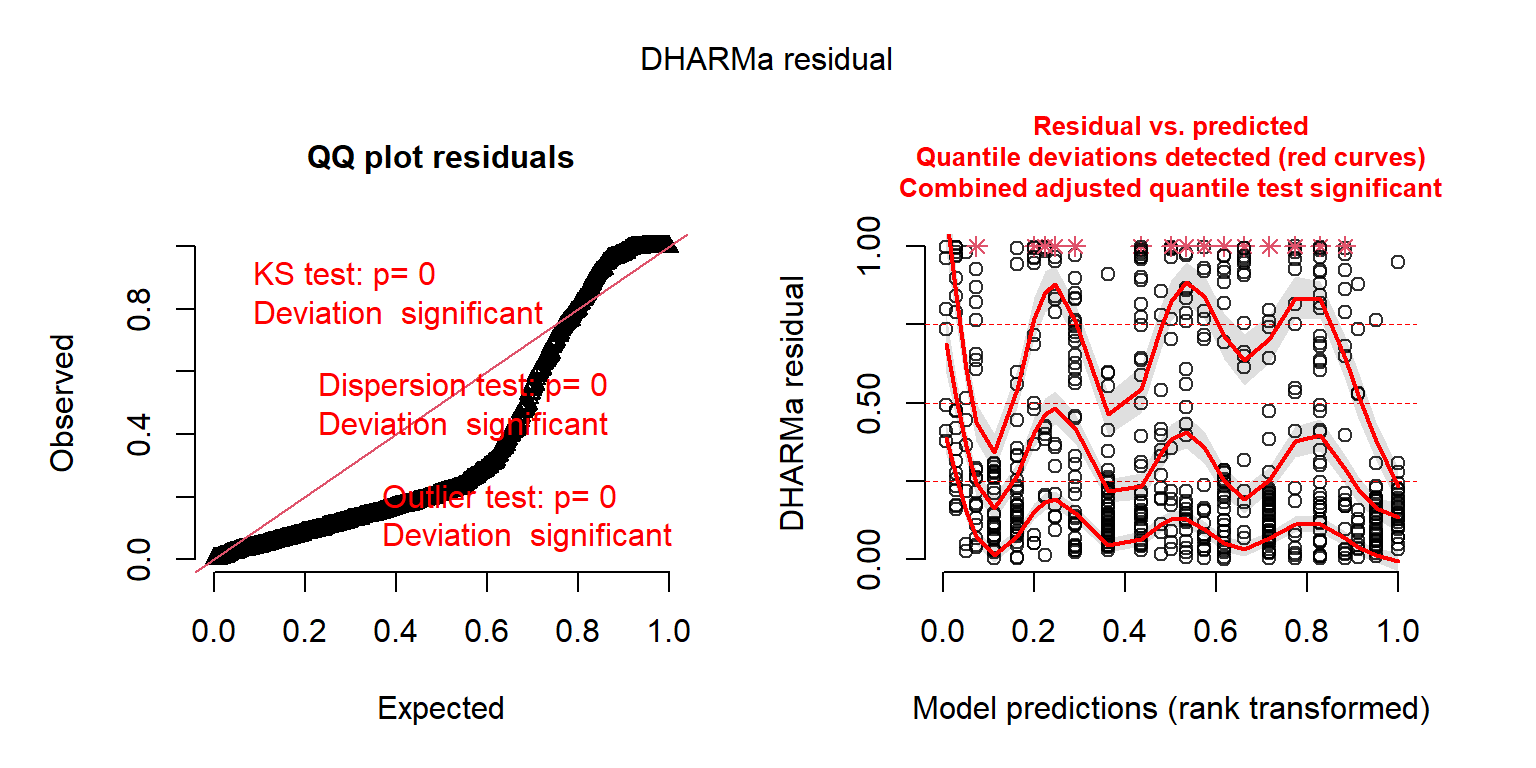 DHARMa residual
QQ plot residuals
KS test: p= 0
Deviation  significant
Dispersion test: p= 0
Deviation  significant
Outlier test: p= 0
Deviation  significant
Observed
0.0
0.4
0.8
0.0
0.2
0.4
0.6
0.8
1.0
Expected
Residual vs. predicted
Quantile deviations detected (red curves)
Combined adjusted quantile test significant
DHARMa residual
0.00
0.50
1.00
0.0
0.2
0.4
0.6
0.8
1.0
Model predictions (rank transformed)